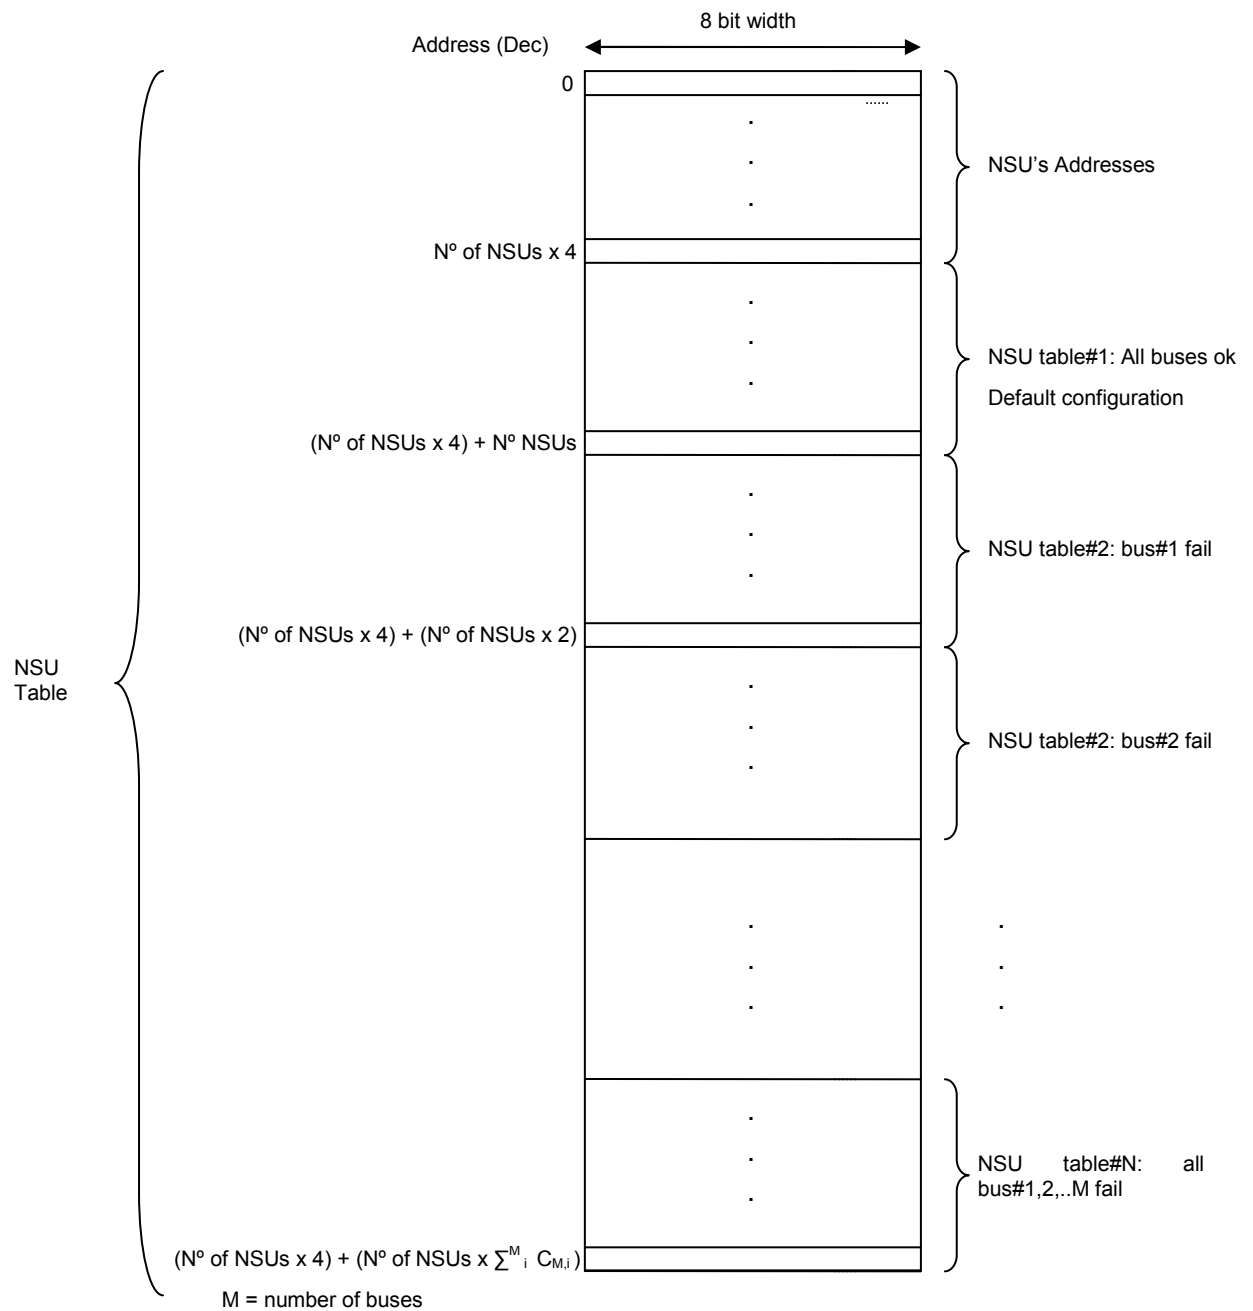 8 bit width
Address (Dec)
0
NSU's Addresses
Nº of NSUs x 4
NSU table#1: All buses ok
Default configuration
(Nº of NSUs x 4) + Nº NSUs
NSU table#2: bus#1 fail
(Nº of NSUs x 4) + (Nº of NSUs x 2)
NSU
Table
NSU table#2: bus#2 fail
NSU table#N: all
bus#1,2,..M fail
(Nº of NSUs x 4) + (Nº of NSUs x ∑ᴹ ᵢ C_M,i)
M = number of buses